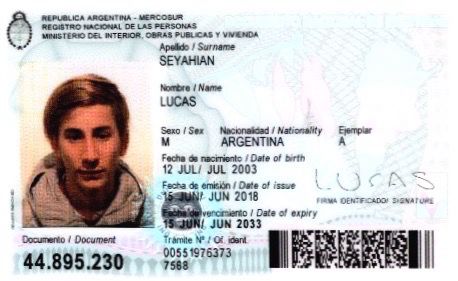 REPUBLICA ARGENTINA - MERCOSUR
REGISTRO NACIONAL DE LAS PERSONAS
MINISTERIO DEL INTERIOR, OBRAS PUBLICAS Y VIVIENDA
Apellido / Surname
SEYAHIAN
Nombre / Name
LUCAS
Sexo / Sex Nacionalidad / Nationality Ejemplar
M ARGENTINA A
Fecha de nacimiento / Date of birth
12 JUL/ JUL 2003
Fecha de emisión / Date of issue
15 JUN/ JUN 2018
LUCAS
FIRMA IDENTIFICADO/ SIGNATURE
Fecha de vencimiento / Date of expiry
15 JUN/ JUN 2033
Documento / Document
44.895.230
Trámite N° / Of. ident.
00551976373
7568